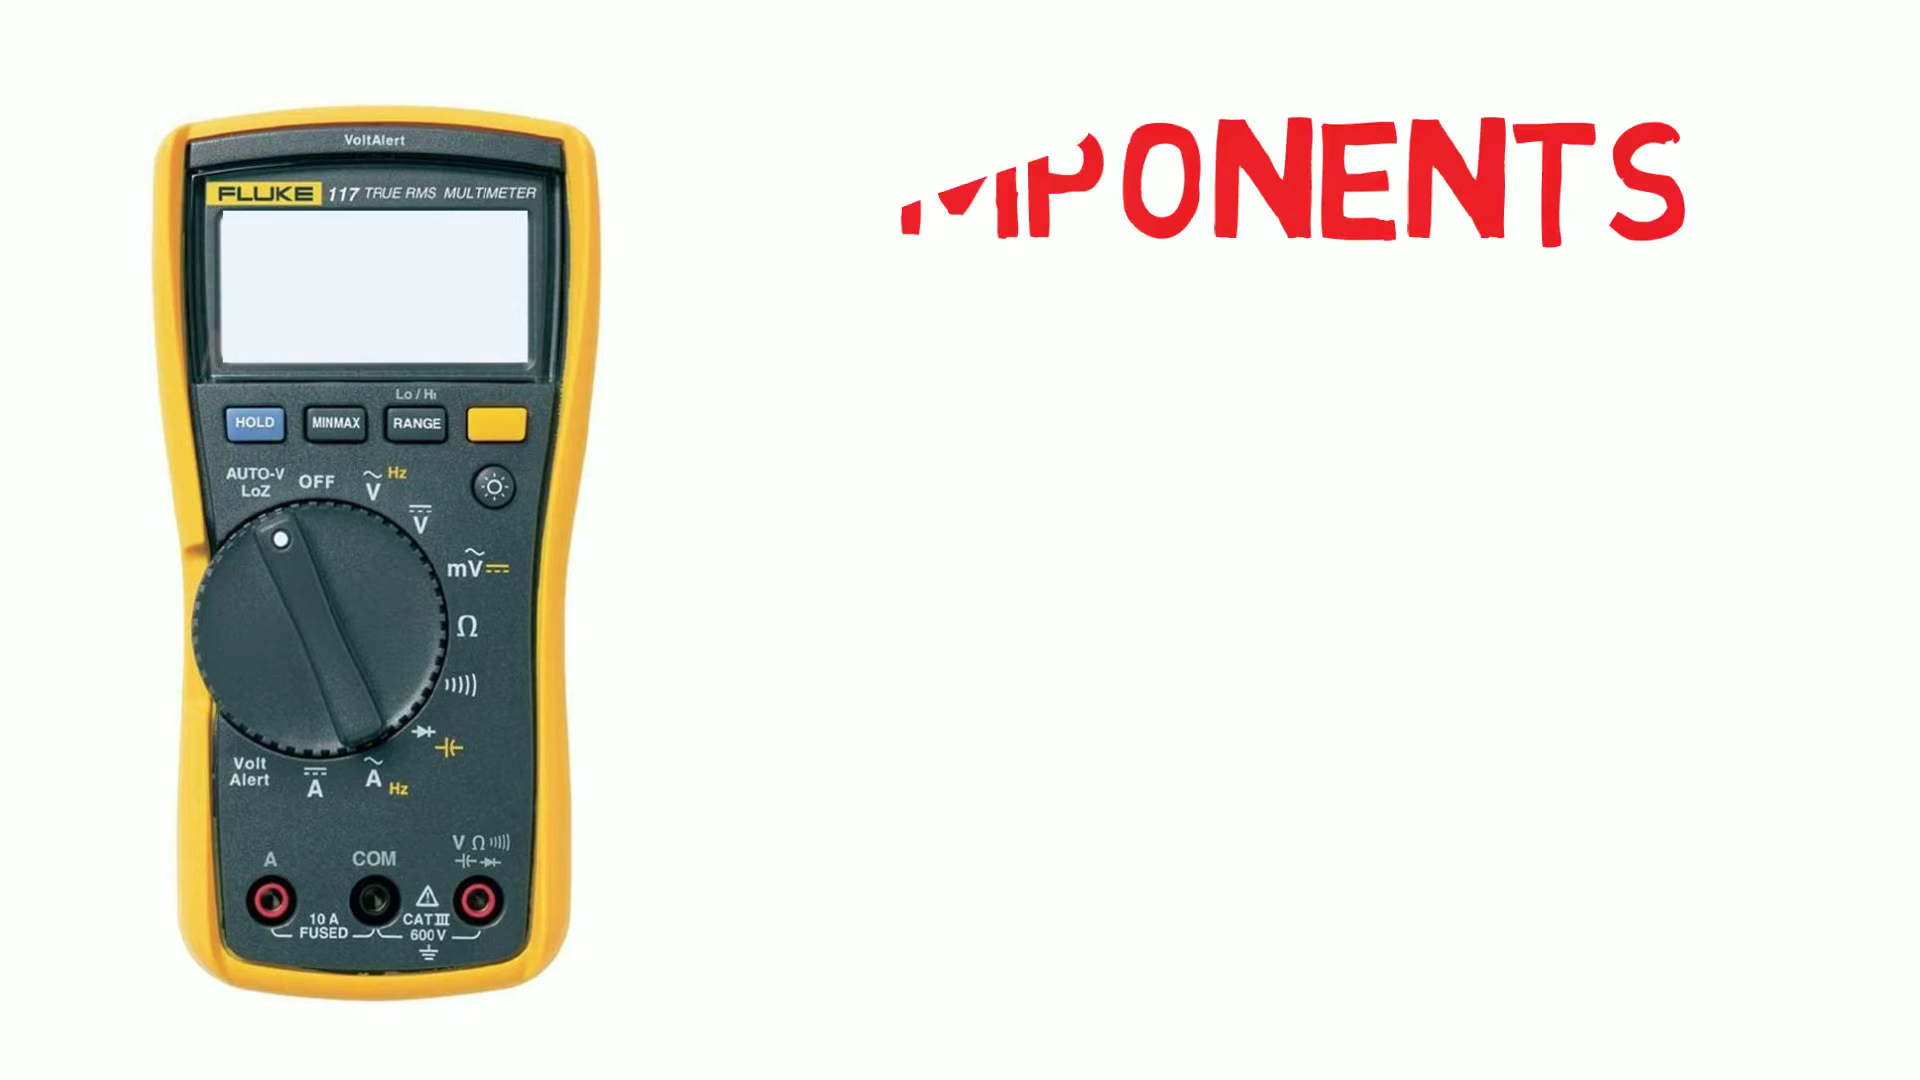 VoltAlert
FLUKE 117 TRUE RMS MULTIMETER
MPONENTS
Lo / Hi
HOLD MINMAX RANGE
AUTO-V
LoZ
OFF
V Hz
V
mV
Ω
Volt
Alert
A
A Hz
V Ω
A COM
10 A
FUSED
CAT III
600 V